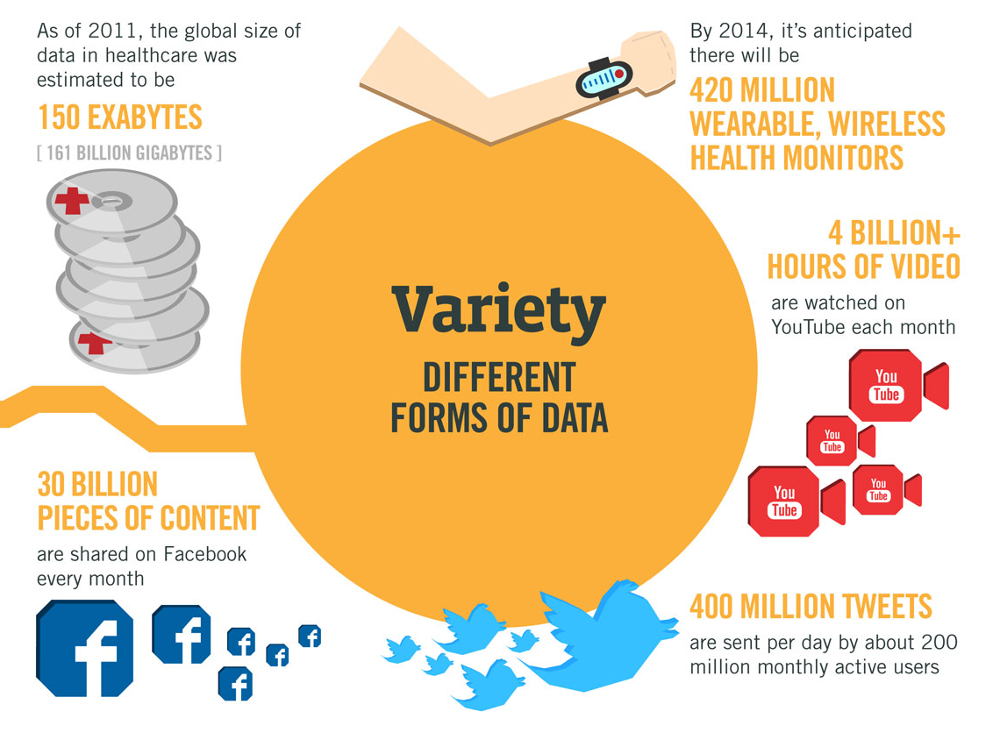 As of 2011, the global size of
data in healthcare was
estimated to be
150 EXABYTES
[ 161 BILLION GIGABYTES ]
By 2014, it’s anticipated
there will be
420 MILLION
WEARABLE, WIRELESS
HEALTH MONITORS
4 BILLION+
HOURS OF VIDEO
are watched on
YouTube each month
You
Tube
You
Tube
You
Tube
You
Tube
Variety
DIFFERENT
FORMS OF DATA
30 BILLION
PIECES OF CONTENT
are shared on Facebook
every month
f
f
f
f
f
f
400 MILLION TWEETS
are sent per day by about 200
million monthly active users